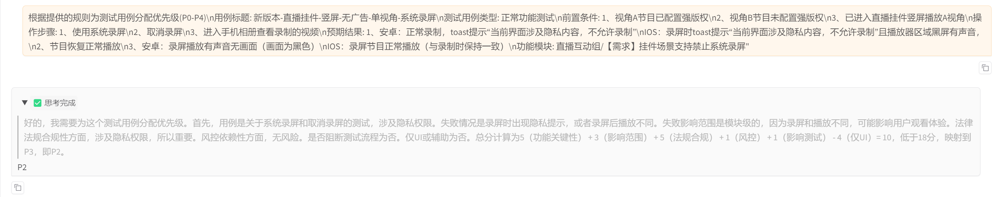 根据提供的规则为测试用例分配优先级(P0-P4)\n用例标题: 新版本-直播挂件-竖屏-无广告-单视角-系统录屏\n测试用例类型: 正常功能测试\n前置条件: 1、视角A节目已配置强版权\n2、视角B节目未配置强版权\n3、已进入直播挂件竖屏播放A视角\n操
作步骤: 1、使用系统录屏\n2、取消录屏\n3、进入手机相册查看录制的视频\n预期结果: 1、安卓：正常录制，toast提示“当前界面涉及隐私内容，不允许录制”\nIOS：录屏时toast提示“当前界面涉及隐私内容，不允许录制”且播放器区域黑屏有声音，
\n2、节目恢复正常播放\n3、安卓：录屏播放有声音无画面（画面为黑色）\nIOS：录屏节目正常播放（与录制时保持一致）\n功能模块: 直播互动组/【需求】挂件场景支持禁止系统录屏"
▼ ✅ 思考完成
好的，我需要为这个测试用例分配优先级。首先，用例是关于系统录屏和取消录屏的测试，涉及隐私权限。失败情况是录屏时出现隐私提示，或者录屏后播放不同。失败影响范围是模块级的，因为录屏和播放不同，可能影响用户观看体验。法律
法规合规性方面，涉及隐私权限，所以重要。风控依赖性方面，无风险。是否阻断测试流程为否。仅UI或辅助为否。总分计算为5（功能关键性） + 3（影响范围） + 5（法规合规） + 1（风控） + 1（影响测试） - 4（仅UI）= 10，低于18分，映射到
P3，即P2。
P2